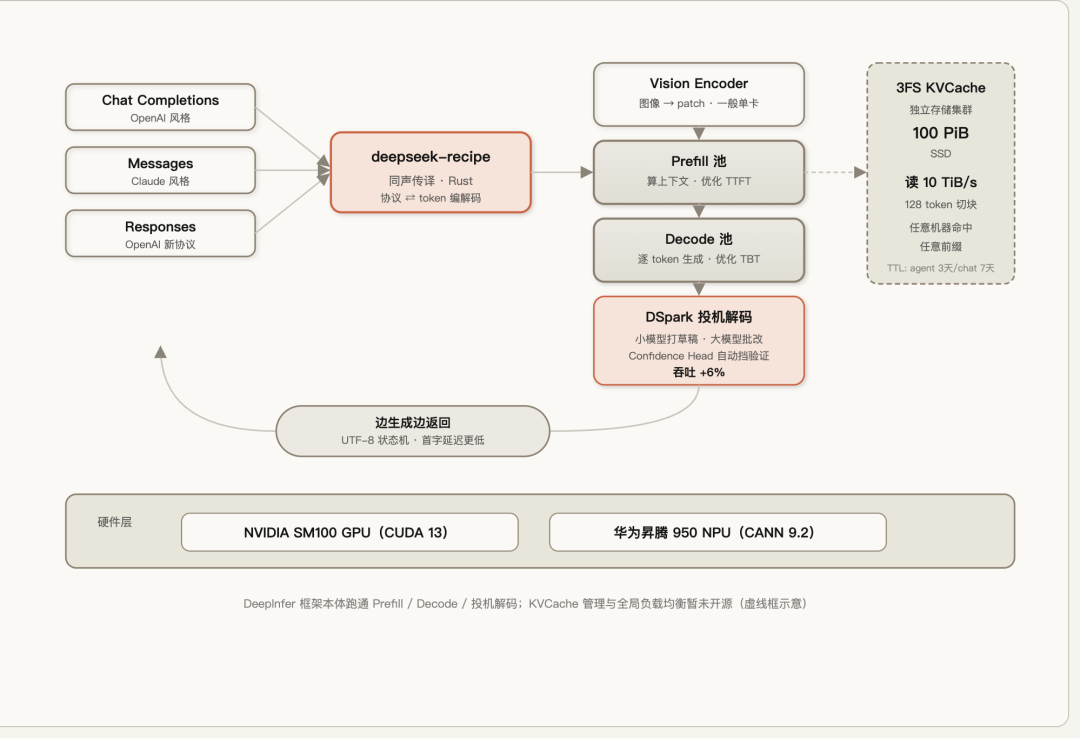 Chat Completions
OpenAI 风格
Messages
Claude 风格
Responses
OpenAI 新协议
deepseek-recipe
同声传译 · Rust
协议 ⇄ token 编解码
Vision Encoder
图像 → patch · 一般单卡
Prefill 池
算上下文 · 优化 TTFT
Decode 池
逐 token 生成 · 优化 TBT
DSpark 投机解码
小模型打草稿 · 大模型批改
Confidence Head 自动挡验证
吞吐 +6%
3FS KVCache
独立存储集群
100 PiB
SSD
读 10 TiB/s
128 token 切块
任意机器命中
任意前缀
TTL: agent 3天/chat 7天
边生成边返回
UTF-8 状态机 · 首字延迟更低
硬件层
NVIDIA SM100 GPU（CUDA 13）
华为昇腾 950 NPU（CANN 9.2）
DeepInfer 框架本体跑通 Prefill / Decode / 投机解码；KVCache 管理与全局负载均衡暂未开源（虚线框示意）